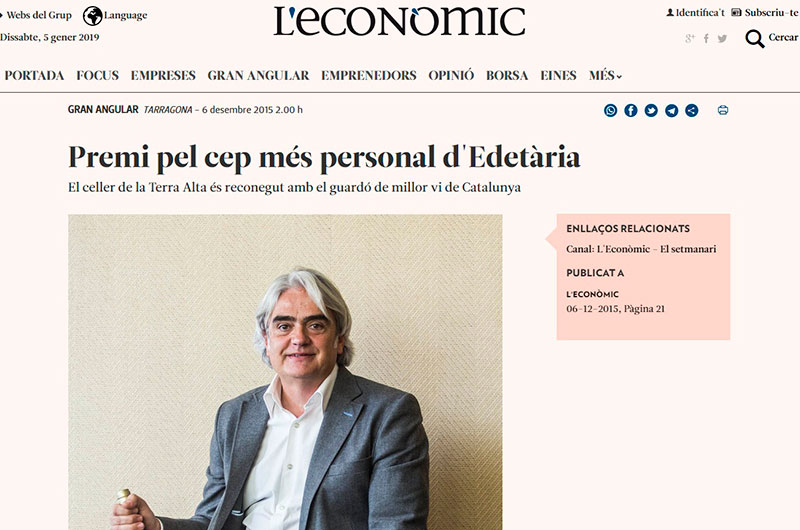 Webs del Grup Language
L'ECONÒMIC
Identifica't Subscriu-te
Dissabte, 5 gener 2019
g+ f Cercar
PORTADA FOCUS EMPRESES GRAN ANGULAR EMPRENEDORS OPINIÓ BORSA EINES MÉS
GRAN ANGULAR TARRAGONA - 6 desembre 2015 2.00 h
Premi pel cep més personal d'Edetària
El celler de la Terra Alta és reconegut amb el guardó de millor vi de Catalunya
ENLLAÇOS RELACIONATS
Canal: L'Econòmic - El setmanari
PUBLICAT A
L'ECONÒMIC
06-12-2015, Pàgina 21